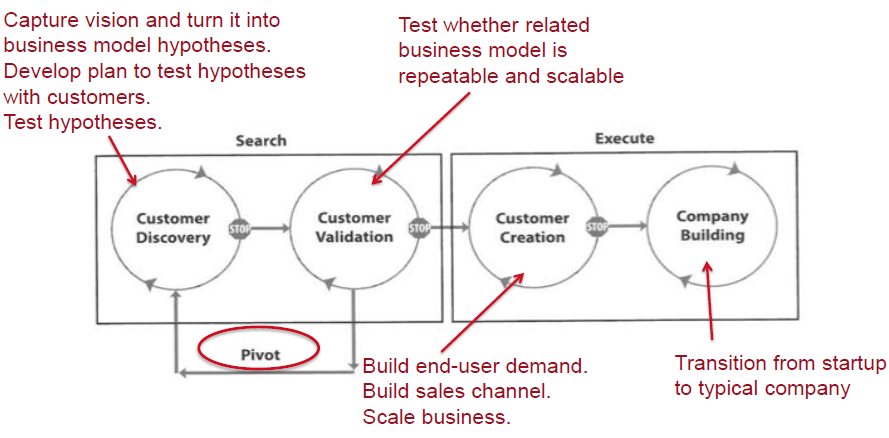 Capture vision and turn it into
business model hypotheses.
Develop plan to test hypotheses
with customers.
Test hypotheses.
Test whether related
business model is
repeatable and scalable
Search
Execute
Customer
Discovery
STOP
Customer
Validation
STOP
Customer
Creation
STOP
Company
Building
Pivot
Build end-user demand.
Build sales channel.
Scale business.
Transition from startup
to typical company